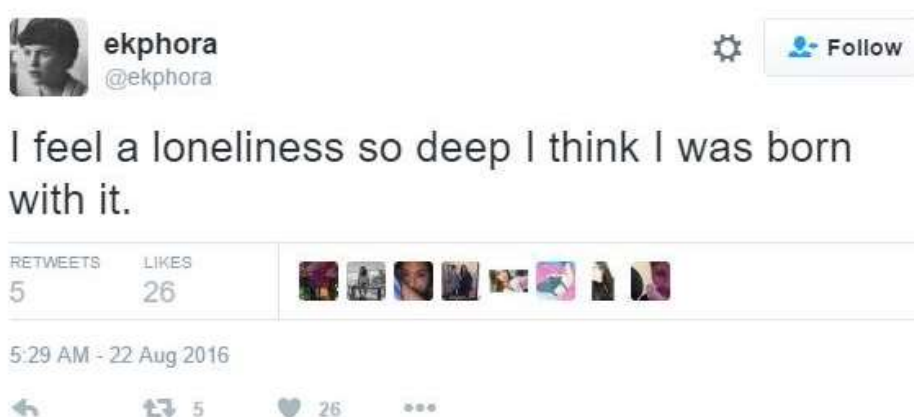 ekphora
@ekphora
Follow
I feel a loneliness so deep I think I was born
with it.
RETWEETS LIKES
5 26
5:29 AM - 22 Aug 2016
5 26